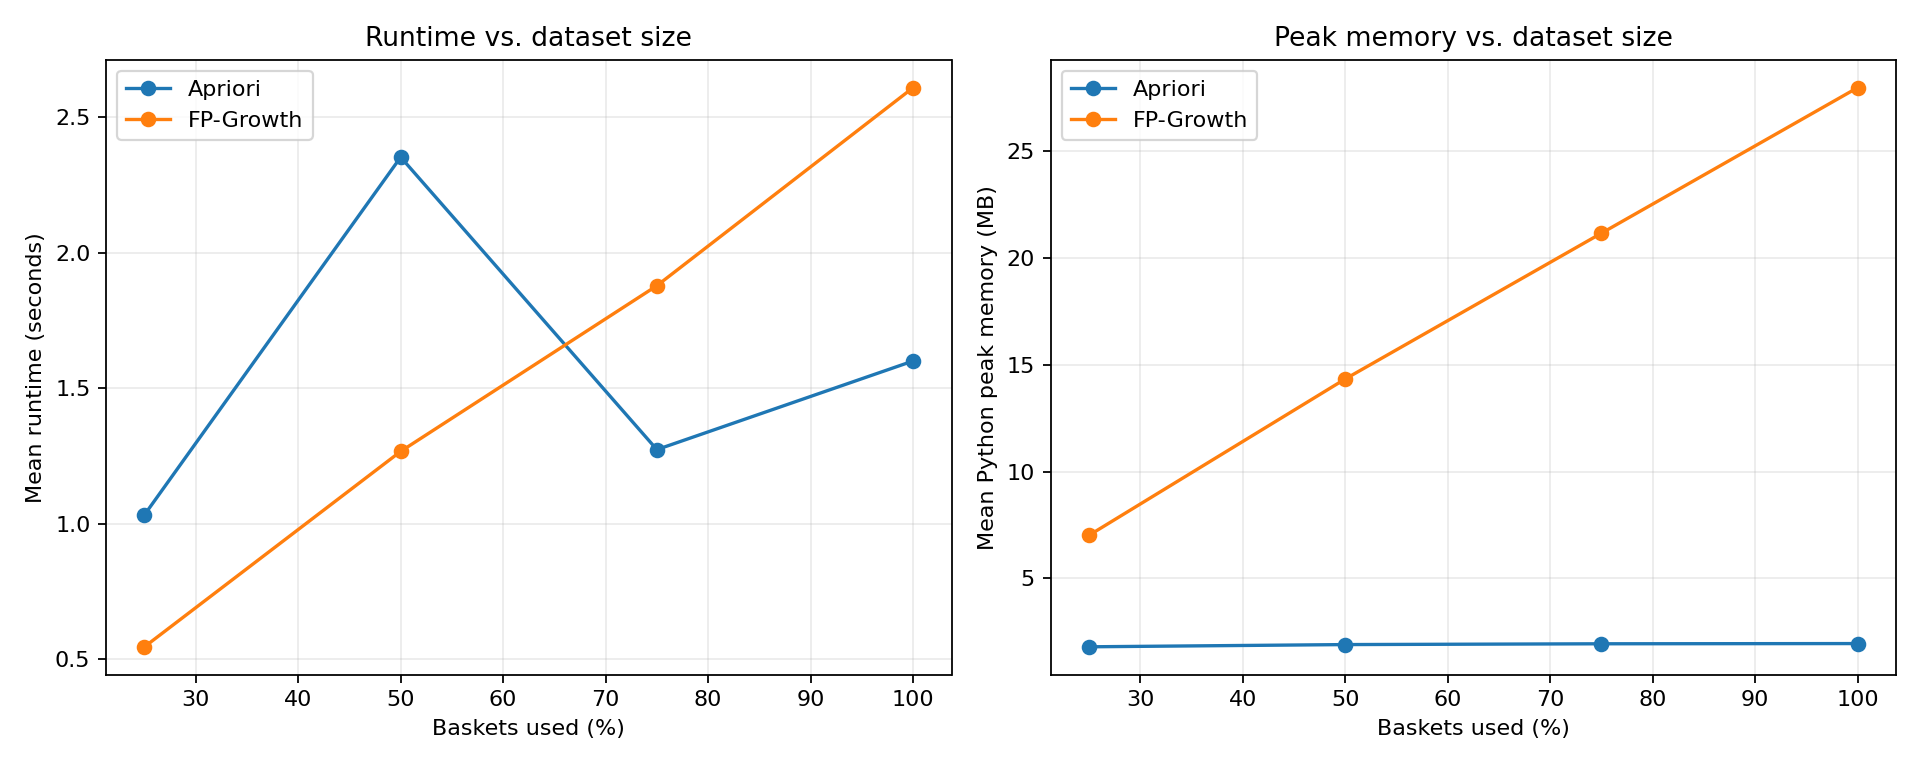 Runtime vs. dataset size
Apriori
FP-Growth
2.5
2.0
1.5
1.0
0.5
Mean runtime (seconds)
30 40 50 60 70 80 90 100
Baskets used (%)
Peak memory vs. dataset size
Apriori
FP-Growth
25
20
15
10
5
Mean Python peak memory (MB)
30 40 50 60 70 80 90 100
Baskets used (%)